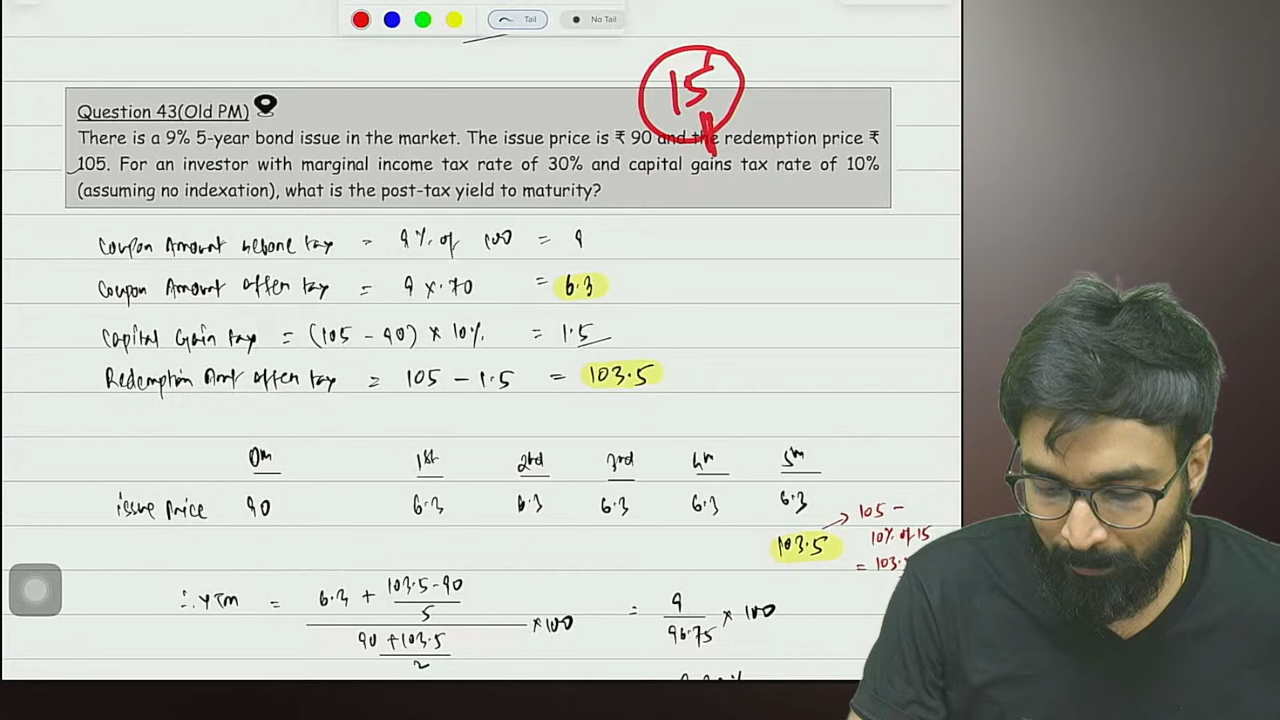 Tail
No Tail
15
Question 43(Old PM)
There is a 9% 5-year bond issue in the market. The issue price is ₹ 90 and the redemption price ₹
105. For an investor with marginal income tax rate of 30% and capital gains tax rate of 10%
(assuming no indexation), what is the post-tax yield to maturity?
Coupon Amount before tax = 9% of 100 = 9
Coupon Amount after tax = 9 x .70 = 6.3
Capital Gain tax = (105 - 90) x 10% = 1.5
Redemption Amt after tax = 105 - 1.5 = 103.5
0th 1st 2nd 3rd 4th 5th
issue price 90 6.3 6.3 6.3 6.3 6.3
103.5 → 105 -
10% of 15
= 103.
∴ YTM = 6.3 + 103.5 - 90 / 5 / 90 + 103.5 / 2 x 100 = 9 / 96.75 x 100